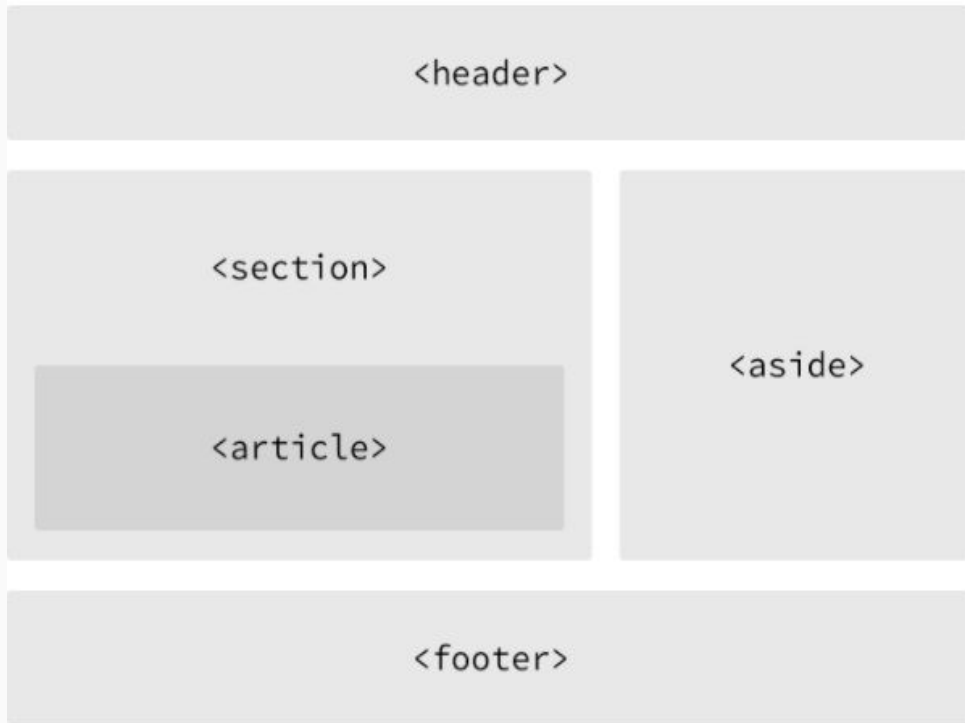 <header>
<section>
<aside>
<article>
<footer>